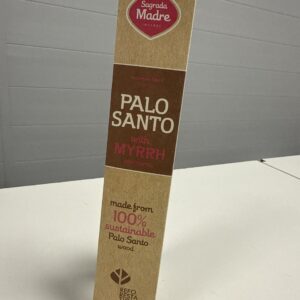 Sagrada
Madre
PALO
SANTO
with
MYRRH
made from
100%
sustainable
Palo Santo
wood.